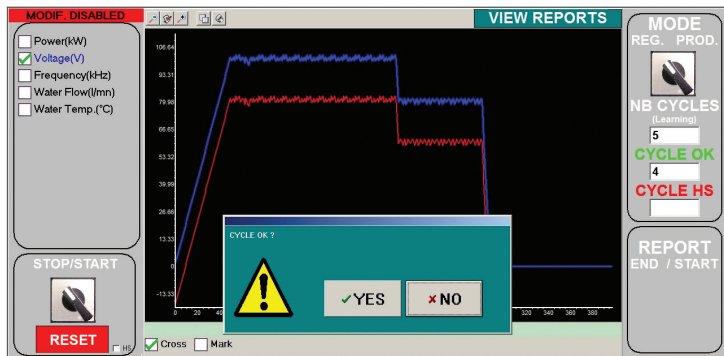 MODIF. DISABLED
Power(kW)
Voltage(V)
Frequency(kHz)
Water Flow(l/mn)
Water Temp.(°C)
STOP/START
RESET
HS
VIEW REPORTS
106.64
93.31
79.98
66.65
53.32
39.99
26.66
13.33
0
-13.33
0
20
40
320
340
360
380
CYCLE OK ?
YES
NO
Cross
Mark
MODE
REG. PROD.
NB CYCLES
(Learning)
5
CYCLE OK
4
CYCLE HS
REPORT
END / START